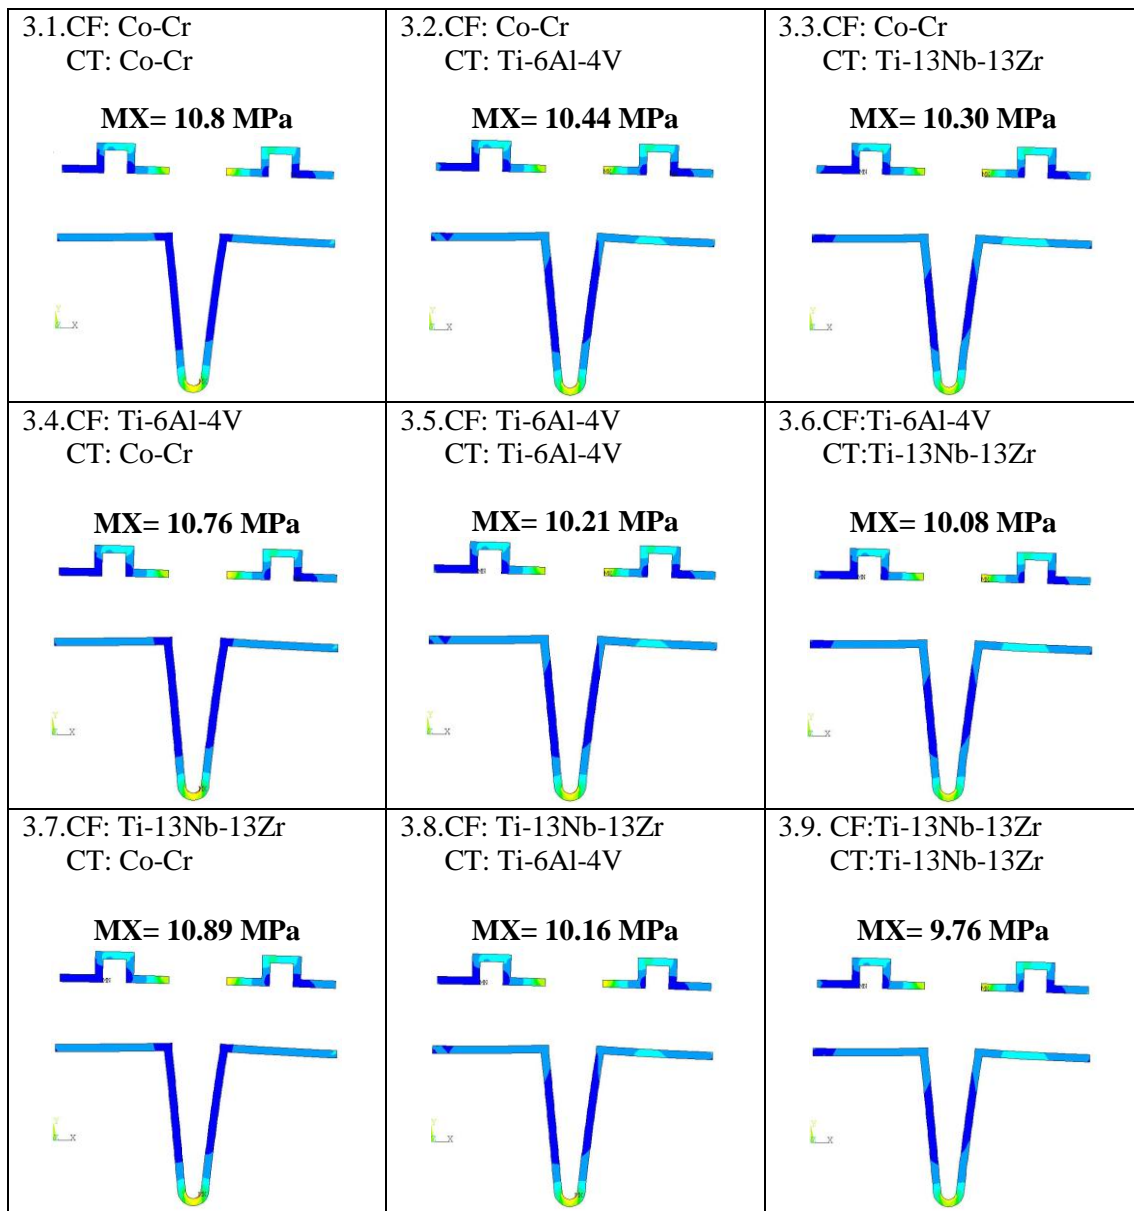 3.1.CF: Co-Cr
CT: Co-Cr
MX= 10.8 MPa
3.2.CF: Co-Cr
CT: Ti-6Al-4V
MX= 10.44 MPa
3.3.CF: Co-Cr
CT: Ti-13Nb-13Zr
MX= 10.30 MPa
3.4.CF: Ti-6Al-4V
CT: Co-Cr
MX= 10.76 MPa
3.5.CF: Ti-6Al-4V
CT: Ti-6Al-4V
MX= 10.21 MPa
3.6.CF:Ti-6Al-4V
CT:Ti-13Nb-13Zr
MX= 10.08 MPa
3.7.CF: Ti-13Nb-13Zr
CT: Co-Cr
MX= 10.89 MPa
3.8.CF: Ti-13Nb-13Zr
CT: Ti-6Al-4V
MX= 10.16 MPa
3.9. CF:Ti-13Nb-13Zr
CT:Ti-13Nb-13Zr
MX= 9.76 MPa